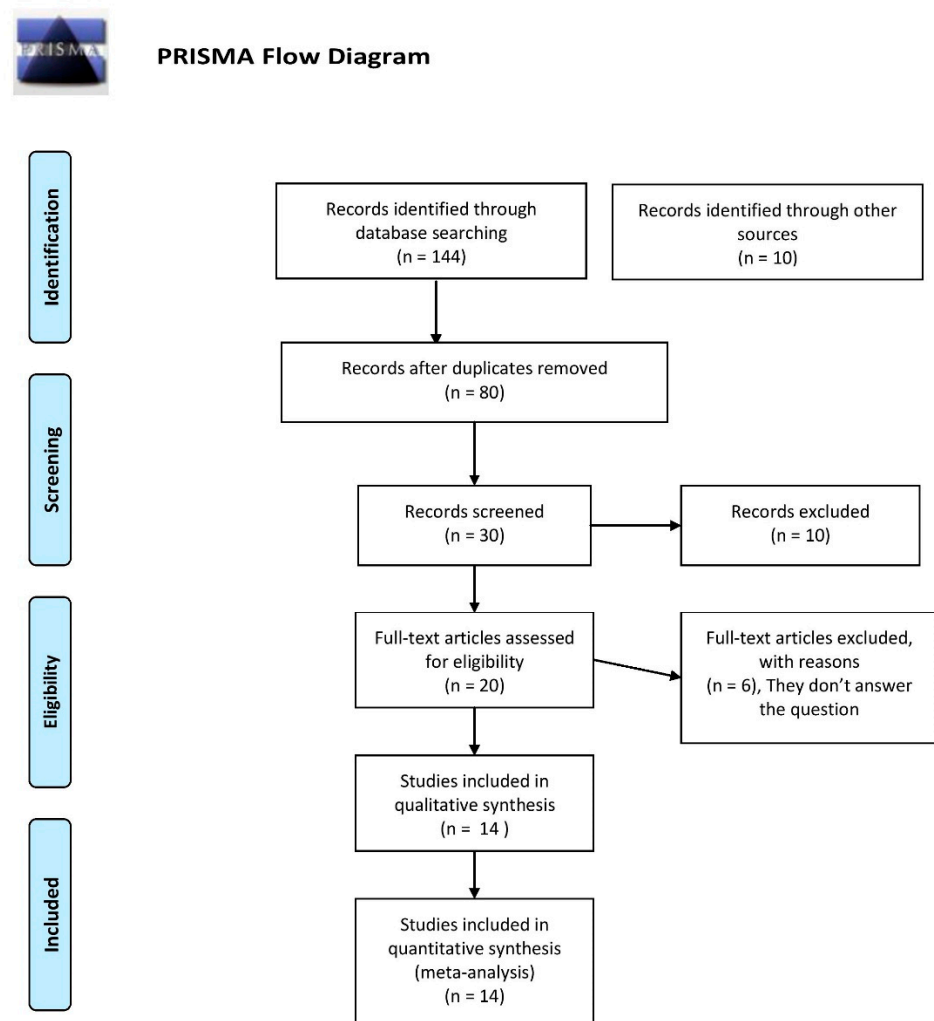 PRISMA
PRISMA Flow Diagram
Identification
Records identified through
database searching
(n = 144)
Records identified through other
sources
(n = 10)
Records after duplicates removed
(n = 80)
Screening
Records screened
(n = 30)
Records excluded
(n = 10)
Eligibility
Full-text articles assessed
for eligibility
(n = 20)
Full-text articles excluded,
with reasons
(n = 6), They don’t answer
the question
Studies included in
qualitative synthesis
(n = 14 )
Included
Studies included in
quantitative synthesis
(meta-analysis)
(n = 14)